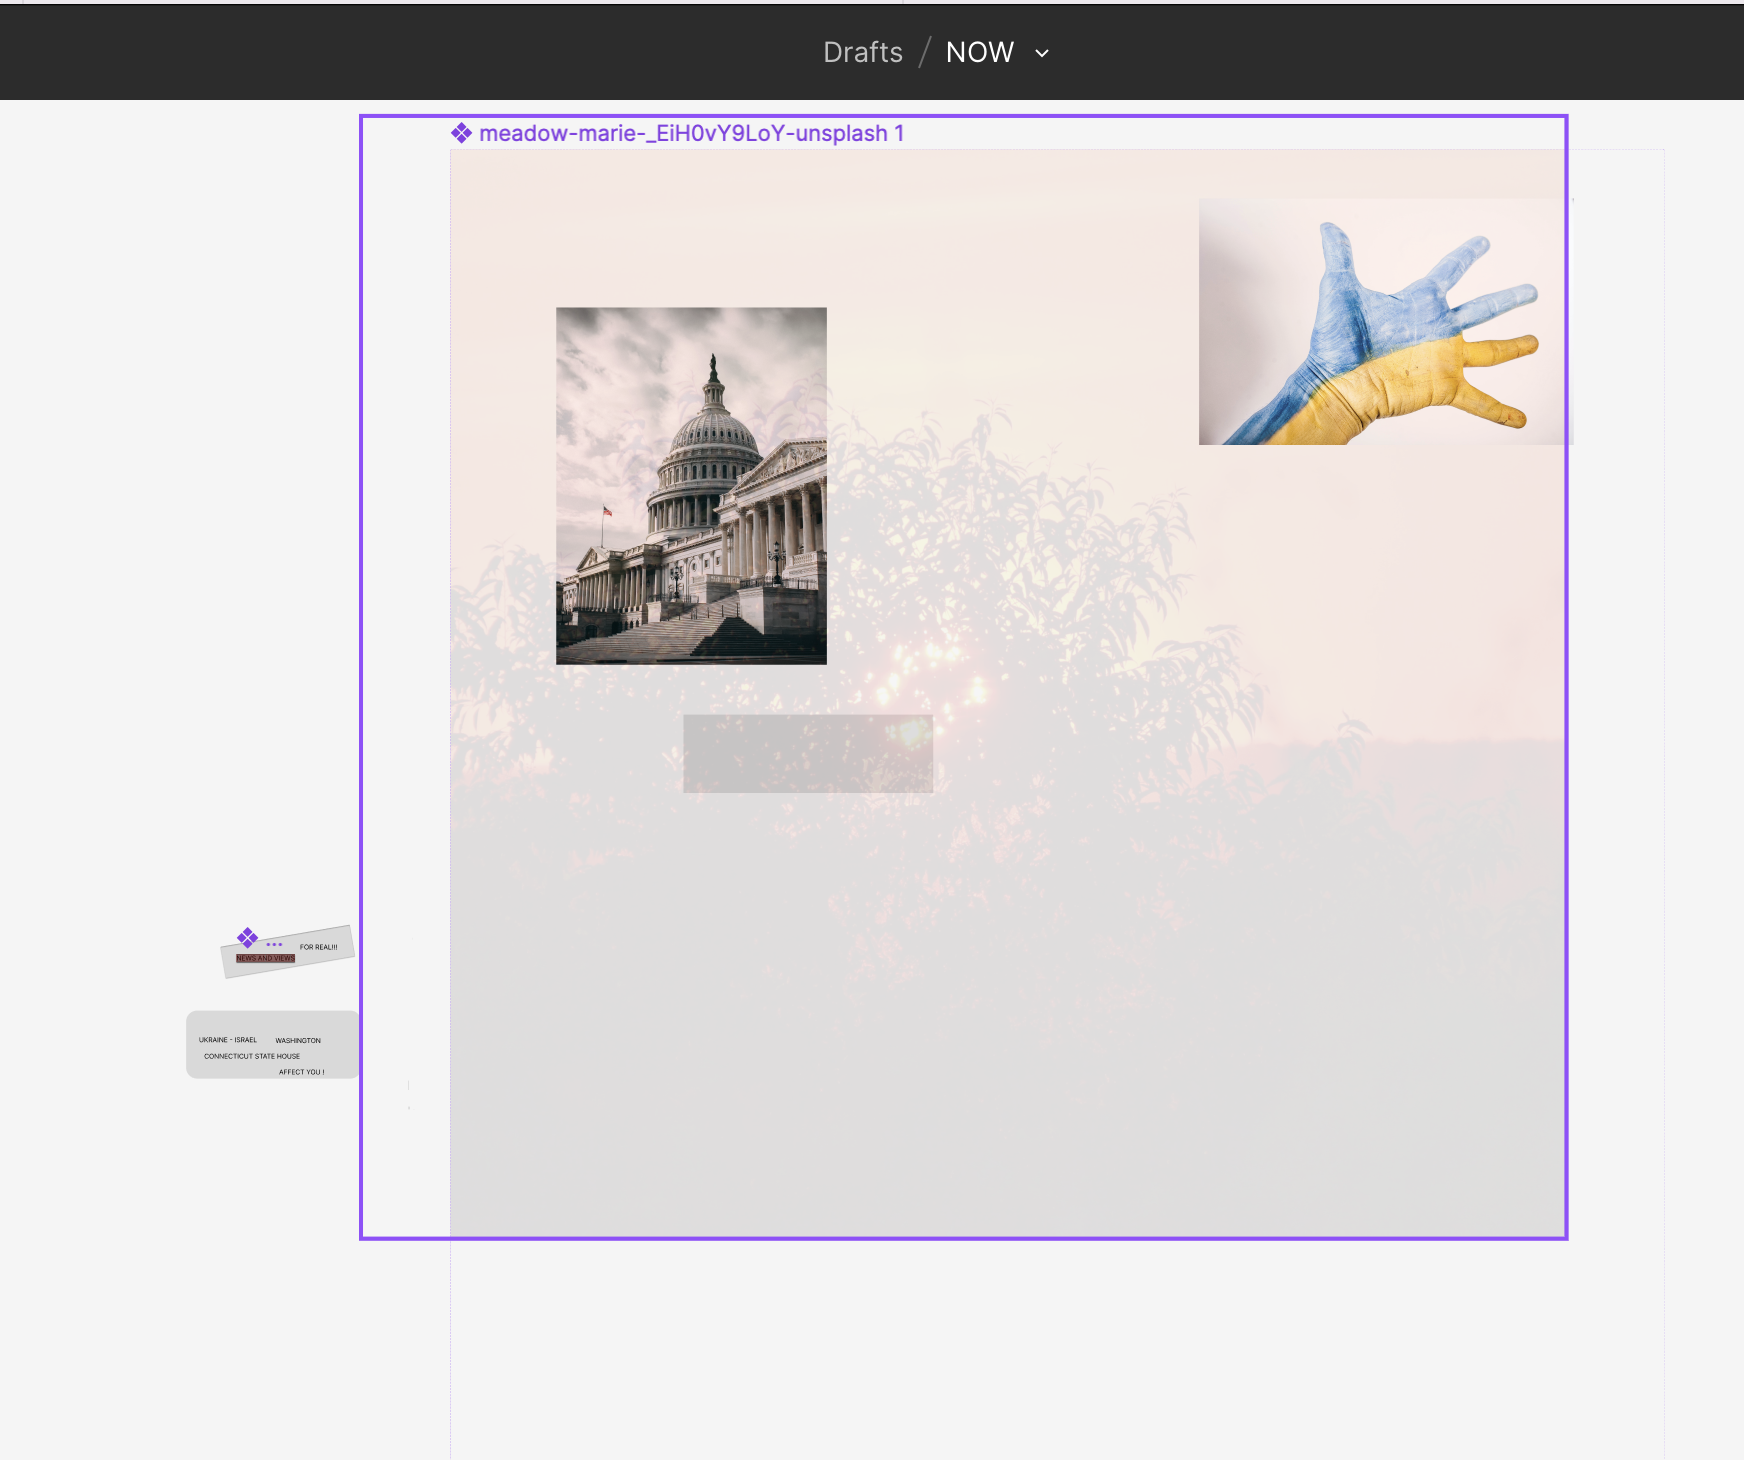 Drafts / NOW
meadow-marie-_EiH0vY9LoY-unsplash 1
FOR REAL!!!
NEWS AND VIEWS
UKRAINE - ISRAEL WASHINGTON
CONNECTICUT STATE HOUSE
AFFECT YOU !